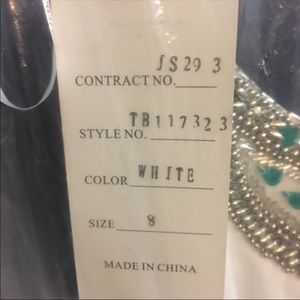 JS29 3
CONTRACT NO.
TB117323
STYLE NO.
WHITE
COLOR
8
SIZE
MADE IN CHINA